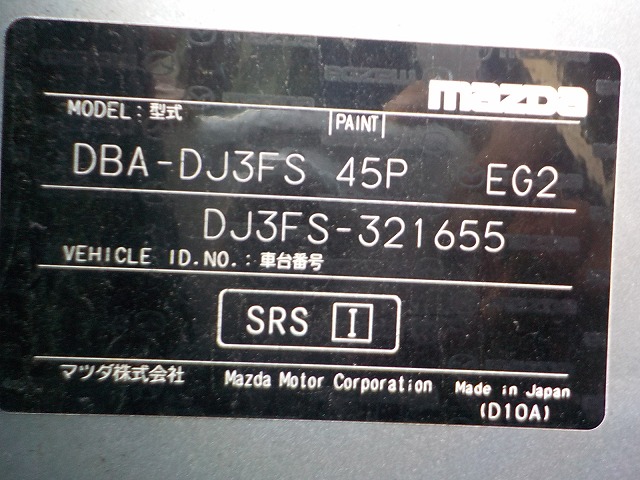 mazda
MODEL: 型式 PAINT
DBA-DJ3FS 45P EG2
DJ3FS-321655
VEHICLE ID.NO.: 車台番号
SRS I
マツダ株式会社 Mazda Motor Corporation Made in Japan
(D10A)